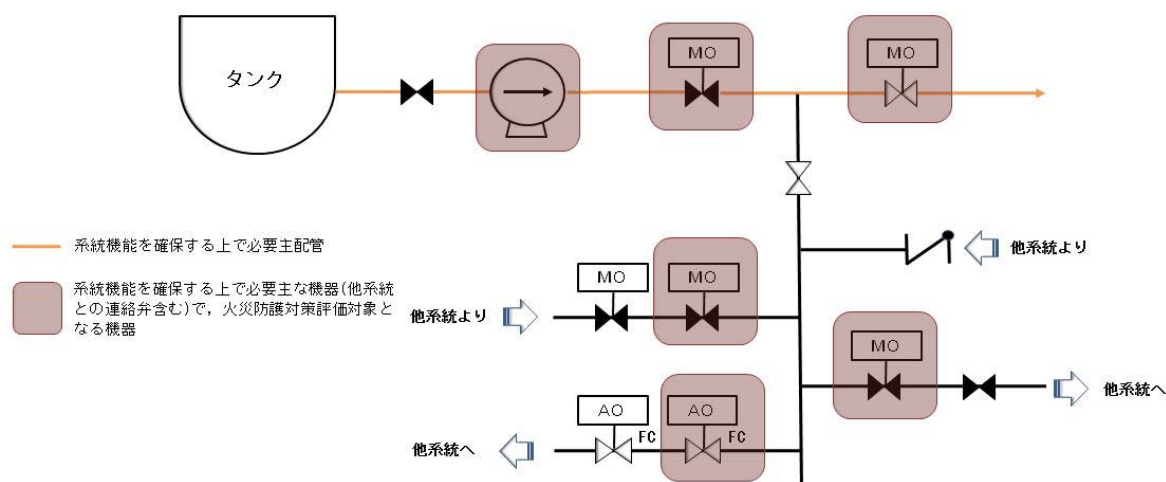 MO
MO
タンク
系統機能を確保する上で必要主配管
他系統より
系統機能を確保する上で必要主な機器(他系統
との連絡弁含む)で，火災防護対策評価対象と
なる機器
MO
MO
他系統より
MO
他系統へ
AO
AO
FC
FC
他系統へ